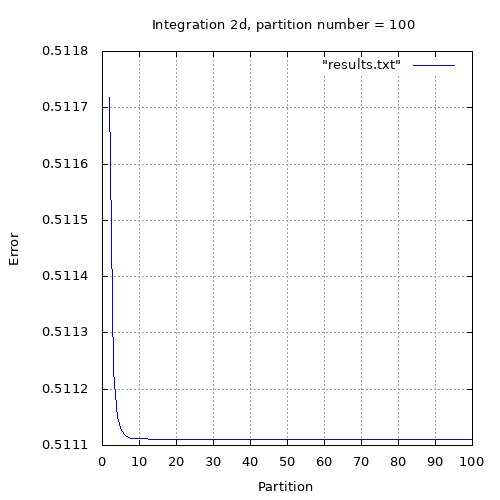 Integration 2d, partition number = 100
"results.txt"
0.5118
0.5117
0.5116
0.5115
0.5114
0.5113
0.5112
0.5111
Error
0 10 20 30 40 50 60 70 80 90 100
Partition